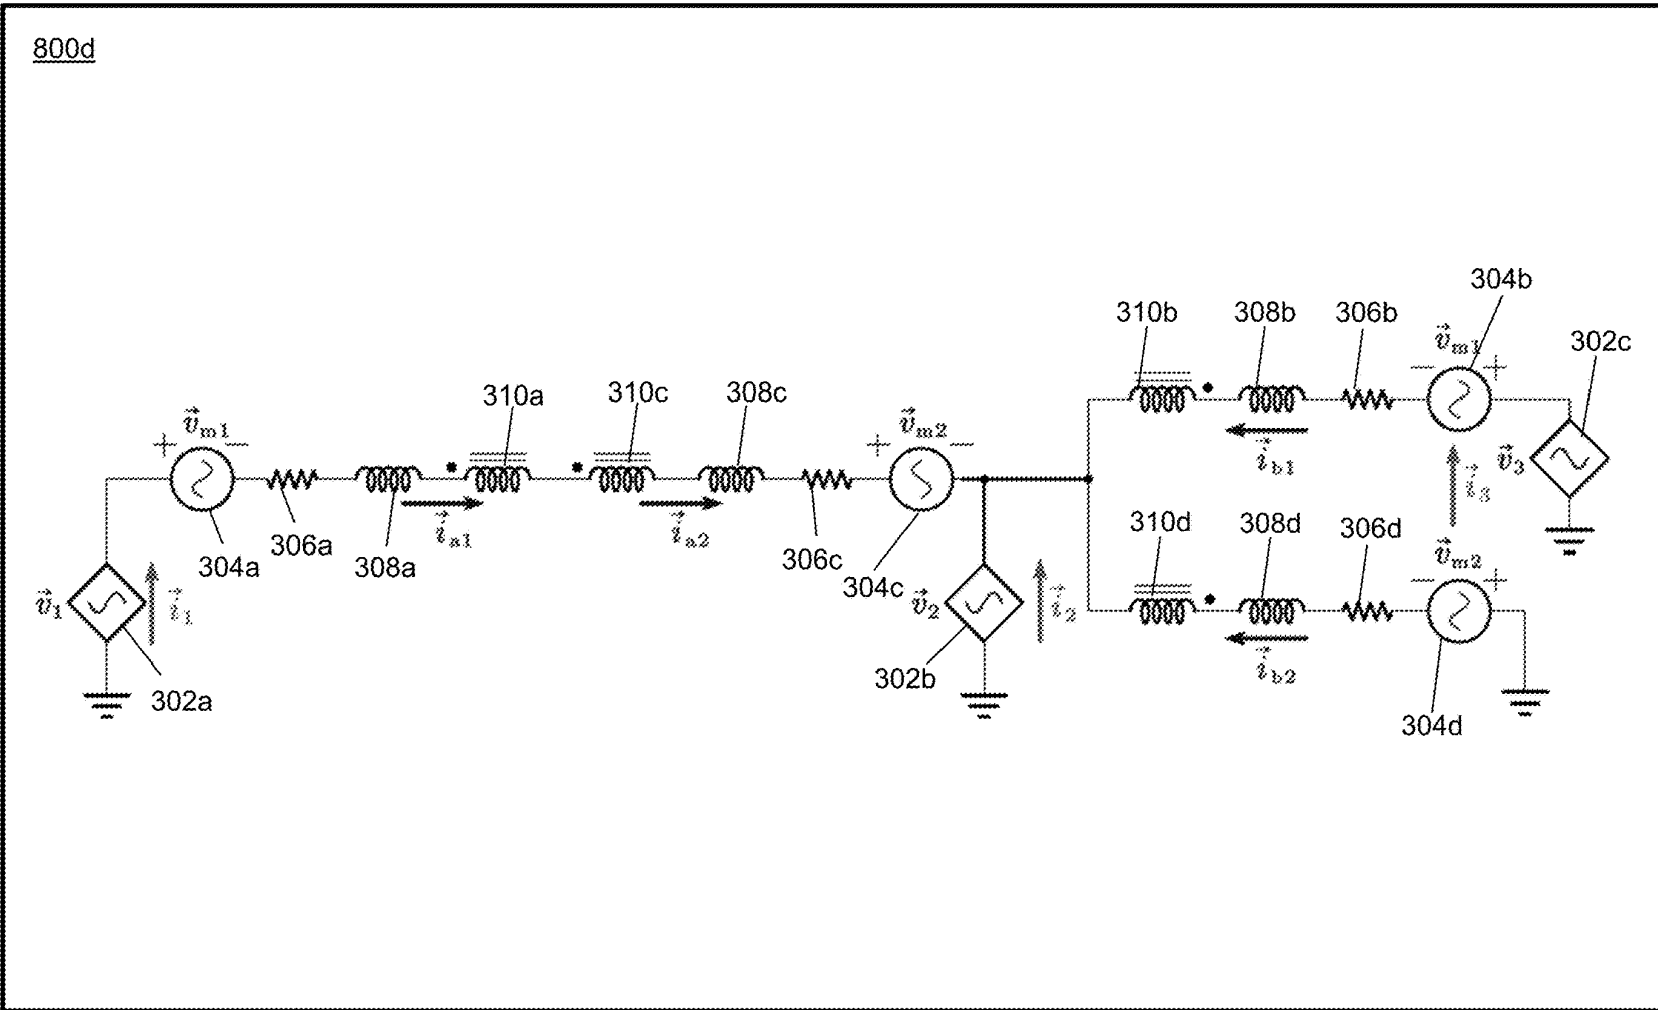 800d
304b
310b
308b
306b
v⃗m1
302c
− +
310a
310c
308c
v⃗m1
v⃗m2
+ −
+ −
v⃗3
i⃗b1
i⃗3
i⃗a1
i⃗a2
310d
308d
306d
306a
306c
v⃗m2
304a
308a
304c
− +
v⃗1
i⃗1
v⃗2
i⃗2
i⃗b2
302a
302b
304d